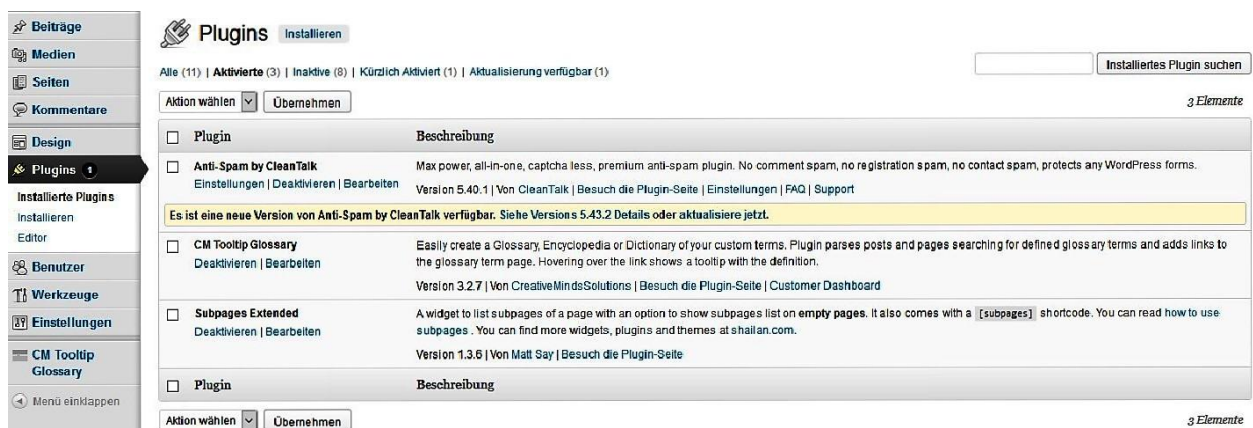 Beiträge
Medien
Seiten
Kommentare
Design
Plugins 1
Installierte Plugins
Installieren
Editor
Benutzer
Werkzeuge
Einstellungen
CM Tooltip
Glossary
Menü einklappen
Plugins Installieren
Alle (11) | Aktivierte (3) | Inaktive (8) | Kürzlich Aktiviert (1) | Aktualisierung verfügbar (1)
Installiertes Plugin suchen
Aktion wählen Übernehmen
3 Elemente
Plugin Beschreibung
Anti-Spam by CleanTalk
Einstellungen | Deaktivieren | Bearbeiten
Max power, all-in-one, captcha less, premium anti-spam plugin. No comment spam, no registration spam, no contact spam, protects any WordPress forms.
Version 5.40.1 | Von CleanTalk | Besuch die Plugin-Seite | Einstellungen | FAQ | Support
Es ist eine neue Version von Anti-Spam by CleanTalk verfügbar. Siehe Versions 5.43.2 Details oder aktualisiere jetzt.
CM Tooltip Glossary
Deaktivieren | Bearbeiten
Easily create a Glossary, Encyclopedia or Dictionary of your custom terms. Plugin parses posts and pages searching for defined glossary terms and adds links to
the glossary term page. Hovering over the link shows a tooltip with the definition.
Version 3.2.7 | Von CreativeMindsSolutions | Besuch die Plugin-Seite | Customer Dashboard
Subpages Extended
Deaktivieren | Bearbeiten
A widget to list subpages of a page with an option to show subpages list on empty pages. It also comes with a [subpages] shortcode. You can read how to use
subpages . You can find more widgets, plugins and themes at shailan.com.
Version 1.3.6 | Von Matt Say | Besuch die Plugin-Seite
Plugin Beschreibung
Aktion wählen Übernehmen
3 Elemente